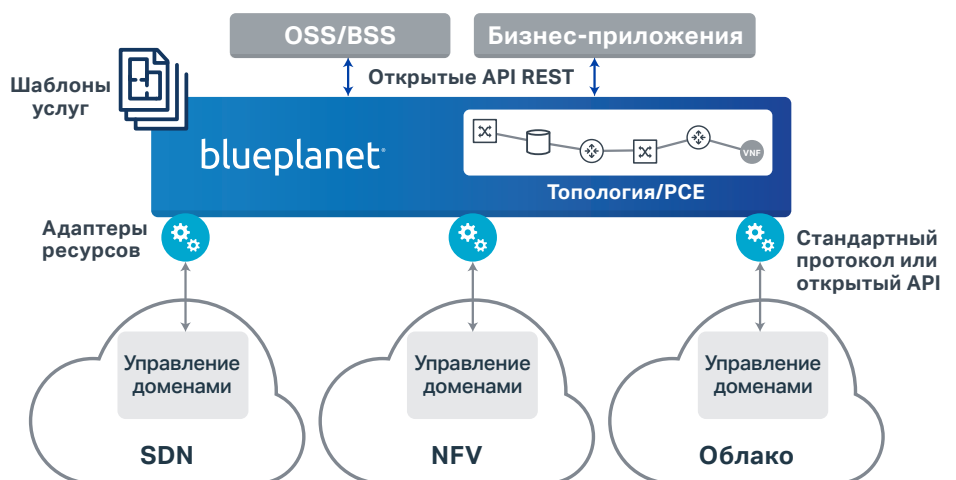 OSS/BSS
Бизнес-приложения
Открытые API REST
Шаблоны
услуг
blueplanet
VNF
Топология/PCE
Адаптеры
ресурсов
Стандартный
протокол или
открытый API
Управление
доменами
SDN
Управление
доменами
NFV
Управление
доменами
Облако